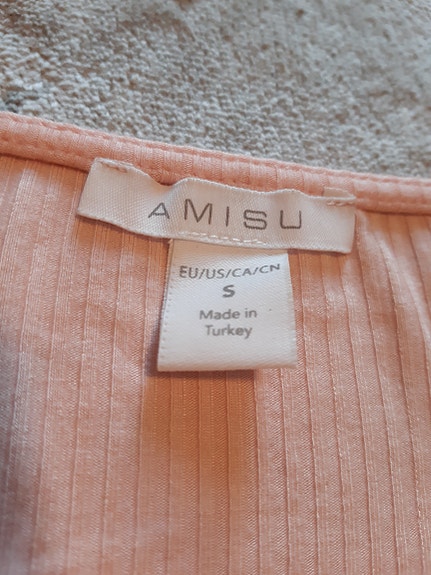 AMISU
EU/US/CA/CN
S
Made in
Turkey